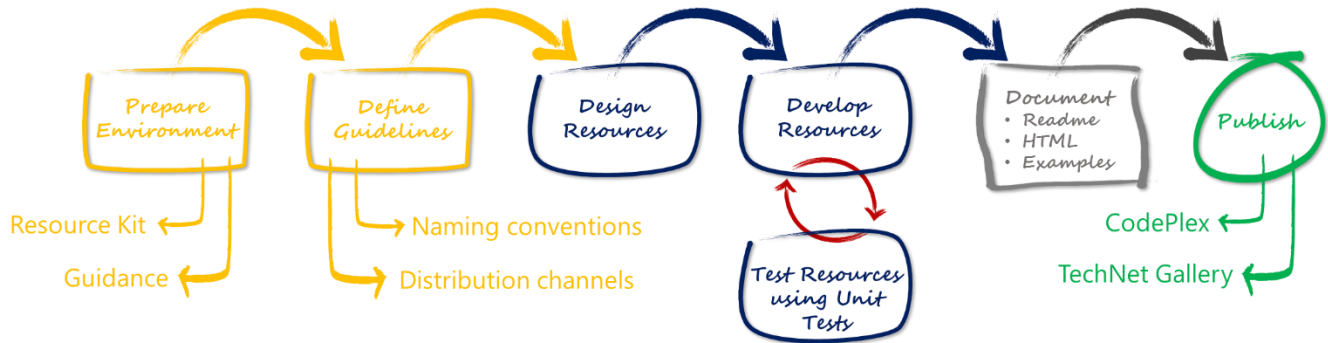 Prepare
Environment
Define
Guidelines
Design
Resources
Develop
Resources
Document
• Readme
• HTML
• Examples
Publish
Resource Kit
Guidance
Naming conventions
Distribution channels
Test Resources
using Unit
Tests
CodePlex
TechNet Gallery